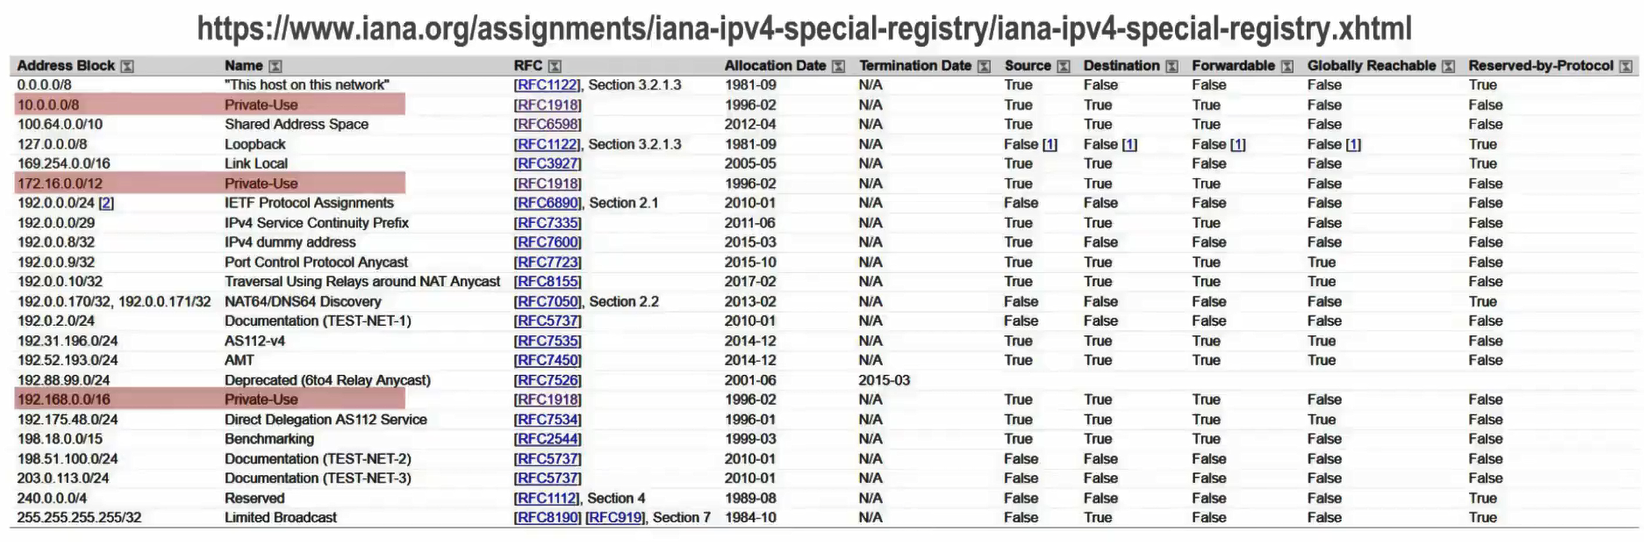 https://www.iana.org/assignments/iana-ipv4-special-registry/iana-ipv4-special-registry.xhtml
Address Block Name RFC Allocation Date Termination Date Source Destination Forwardable Globally Reachable Reserved-by-Protocol
0.0.0.0/8 "This host on this network" [RFC1122], Section 3.2.1.3 1981-09 N/A True False False False True
10.0.0.0/8 Private-Use [RFC1918] 1996-02 N/A True True True False False
100.64.0.0/10 Shared Address Space [RFC6598] 2012-04 N/A True True True False False
127.0.0.0/8 Loopback [RFC1122], Section 3.2.1.3 1981-09 N/A False [1] False [1] False [1] False [1] True
169.254.0.0/16 Link Local [RFC3927] 2005-05 N/A True True False False True
172.16.0.0/12 Private-Use [RFC1918] 1996-02 N/A True True True False False
192.0.0.0/24 [2] IETF Protocol Assignments [RFC6890], Section 2.1 2010-01 N/A False False False False False
192.0.0.0/29 IPv4 Service Continuity Prefix [RFC7335] 2011-06 N/A True True True False False
192.0.0.8/32 IPv4 dummy address [RFC7600] 2015-03 N/A True False False False False
192.0.0.9/32 Port Control Protocol Anycast [RFC7723] 2015-10 N/A True True True True False
192.0.0.10/32 Traversal Using Relays around NAT Anycast [RFC8155] 2017-02 N/A True True True True False
192.0.0.170/32, 192.0.0.171/32 NAT64/DNS64 Discovery [RFC7050], Section 2.2 2013-02 N/A False False False False True
192.0.2.0/24 Documentation (TEST-NET-1) [RFC5737] 2010-01 N/A False False False False False
192.31.196.0/24 AS112-v4 [RFC7535] 2014-12 N/A True True True True False
192.52.193.0/24 AMT [RFC7450] 2014-12 N/A True True True True False
192.88.99.0/24 Deprecated (6to4 Relay Anycast) [RFC7526] 2001-06 2015-03
192.168.0.0/16 Private-Use [RFC1918] 1996-02 N/A True True True False False
192.175.48.0/24 Direct Delegation AS112 Service [RFC7534] 1996-01 N/A True True True True False
198.18.0.0/15 Benchmarking [RFC2544] 1999-03 N/A True True True False False
198.51.100.0/24 Documentation (TEST-NET-2) [RFC5737] 2010-01 N/A False False False False False
203.0.113.0/24 Documentation (TEST-NET-3) [RFC5737] 2010-01 N/A False False False False False
240.0.0.0/4 Reserved [RFC1112], Section 4 1989-08 N/A False False False False True
255.255.255.255/32 Limited Broadcast [RFC8190] [RFC919], Section 7 1984-10 N/A False True False False True